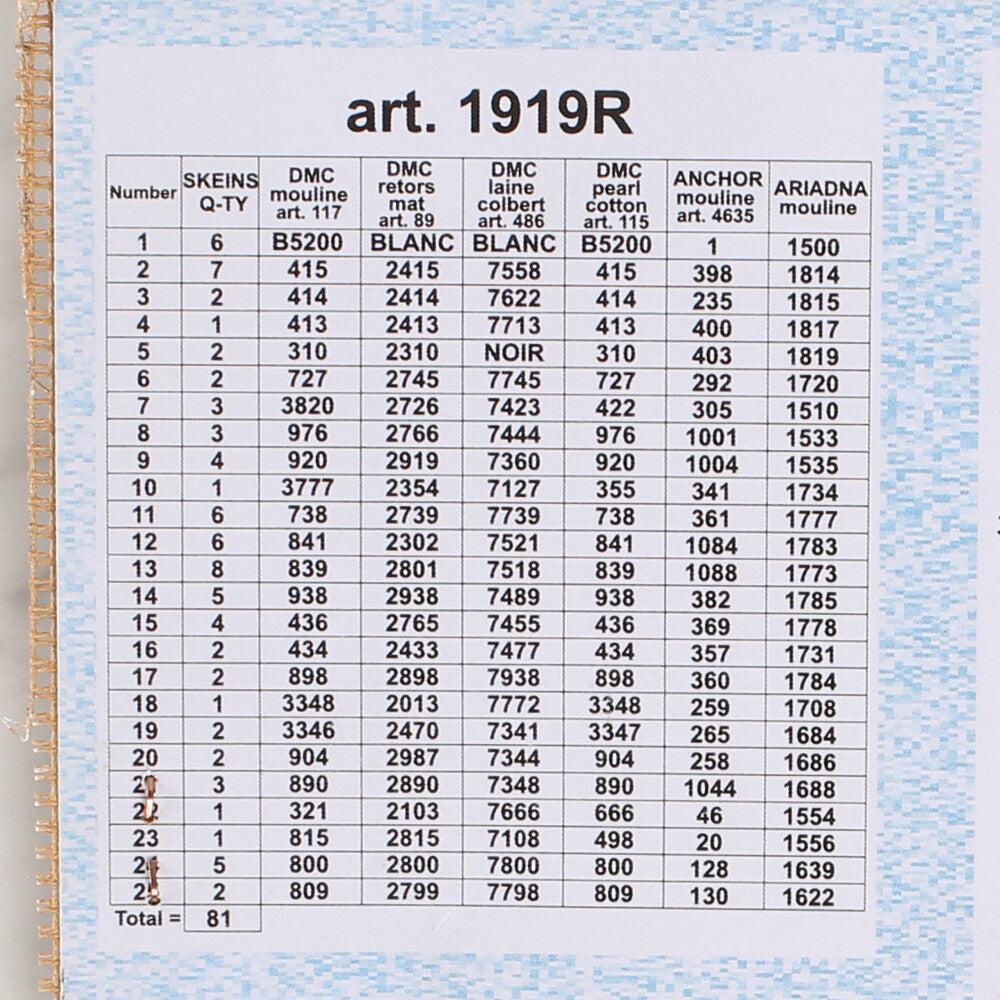 art. 1919R
Number SKEINS Q-TY DMC mouline art. 117 DMC retors mat art. 89 DMC laine colbert art. 486 DMC pearl cotton art. 115 ANCHOR mouline art. 4635 ARIADNA mouline
1 6 B5200 BLANC BLANC B5200 1 1500
2 7 415 2415 7558 415 398 1814
3 2 414 2414 7622 414 235 1815
4 1 413 2413 7713 413 400 1817
5 2 310 2310 NOIR 310 403 1819
6 2 727 2745 7745 727 292 1720
7 3 3820 2726 7423 422 305 1510
8 3 976 2766 7444 976 1001 1533
9 4 920 2919 7360 920 1004 1535
10 1 3777 2354 7127 355 341 1734
11 6 738 2739 7739 738 361 1777
12 6 841 2302 7521 841 1084 1783
13 8 839 2801 7518 839 1088 1773
14 5 938 2938 7489 938 382 1785
15 4 436 2765 7455 436 369 1778
16 2 434 2433 7477 434 357 1731
17 2 898 2898 7938 898 360 1784
18 1 3348 2013 7772 3348 259 1708
19 2 3346 2470 7341 3347 265 1684
20 2 904 2987 7344 904 258 1686
21 3 890 2890 7348 890 1044 1688
22 1 321 2103 7666 666 46 1554
23 1 815 2815 7108 498 20 1556
24 5 800 2800 7800 800 128 1639
25 2 809 2799 7798 809 130 1622
Total = 81